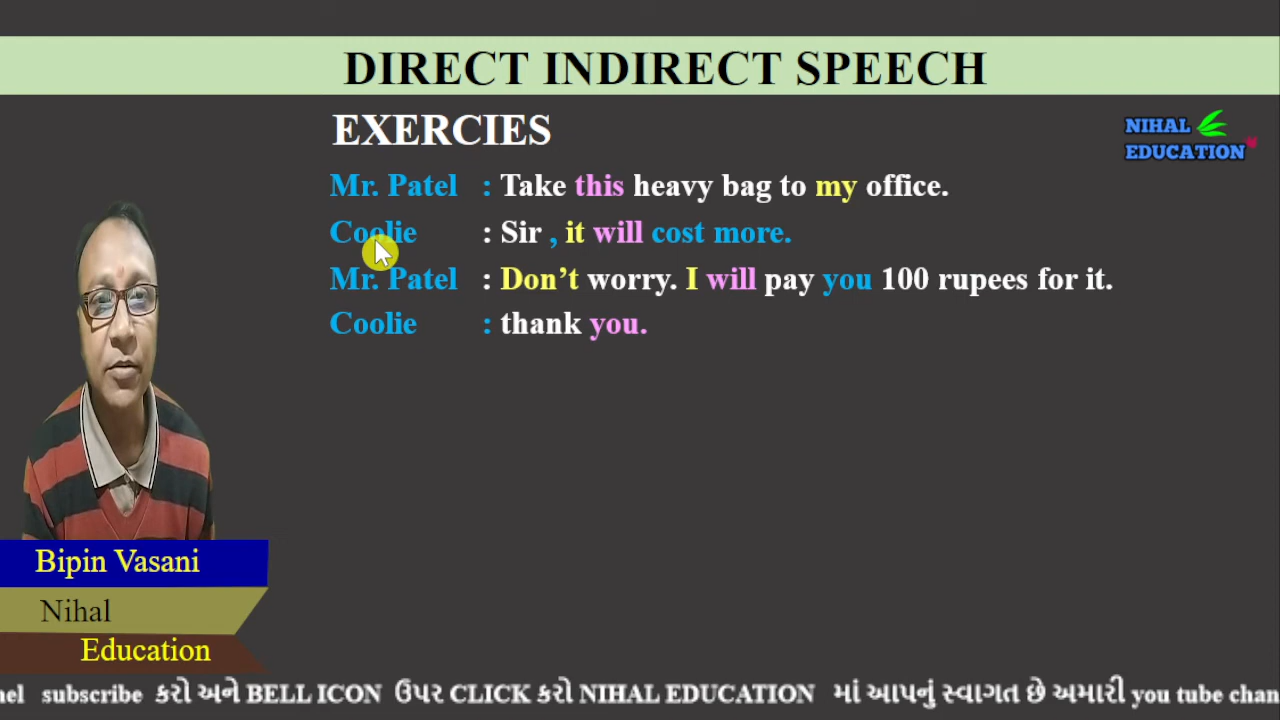 DIRECT INDIRECT SPEECH
EXERCIES
NIHAL
EDUCATION
Mr. Patel : Take this heavy bag to my office.
Coolie : Sir , it will cost more.
Mr. Patel : Don't worry. I will pay you 100 rupees for it.
Coolie : thank you.
Bipin Vasani
Nihal
Education
nel subscribe કરો અને BELL ICON ઉપર CLICK કરો NIHAL EDUCATION માં આપનું સ્વાગત છે અમારી you tube chan